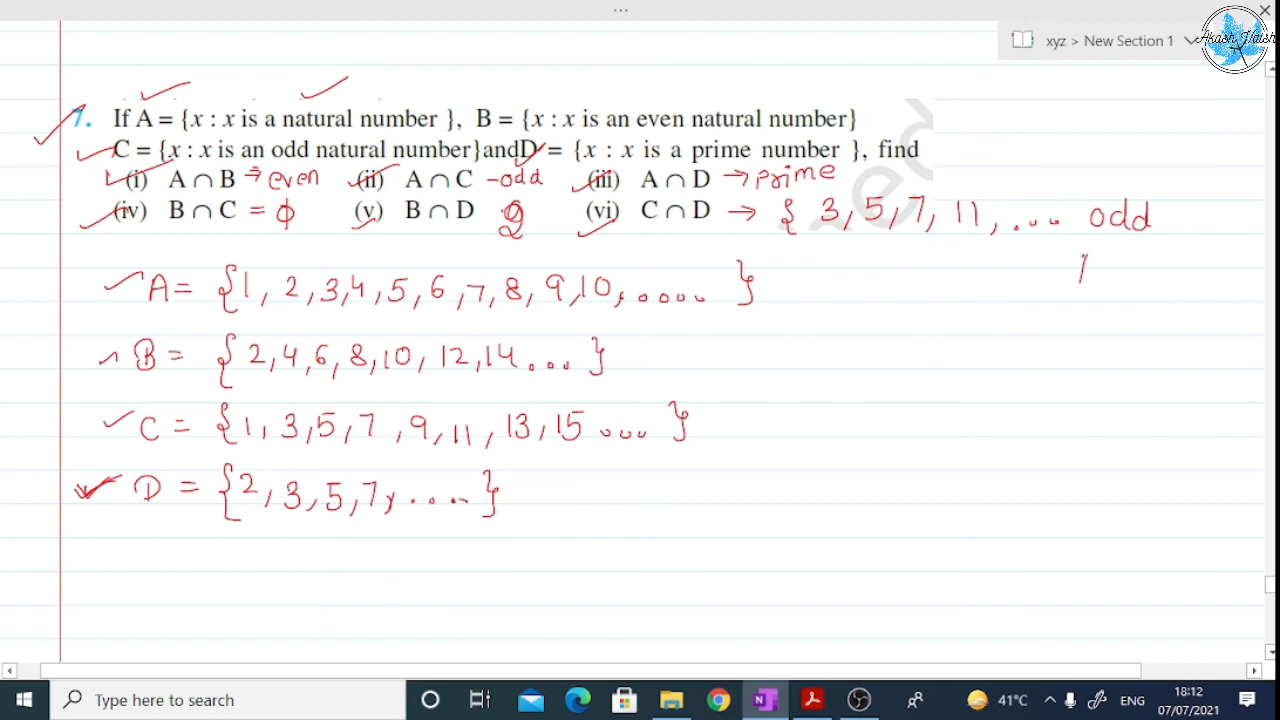 xyz > New Section 1
7. If A = {x : x is a natural number }, B = {x : x is an even natural number}
C = {x : x is an odd natural number}andD = {x : x is a prime number }, find
(i) A ∩ B ⇒ even (ii) A ∩ C - odd (iii) A ∩ D → prime
(iv) B ∩ C = ϕ (v) B ∩ D 2 (vi) C ∩ D → { 3, 5, 7, 11, ... odd
A = {1, 2, 3, 4, 5, 6, 7, 8, 9, 10, ..... }
B = { 2, 4, 6, 8, 10, 12, 14 .... }
C = {1, 3, 5, 7, 9, 11, 13, 15 .... }
D = {2, 3, 5, 7, .... }
Type here to search
41°C ENG 18:12
07/07/2021